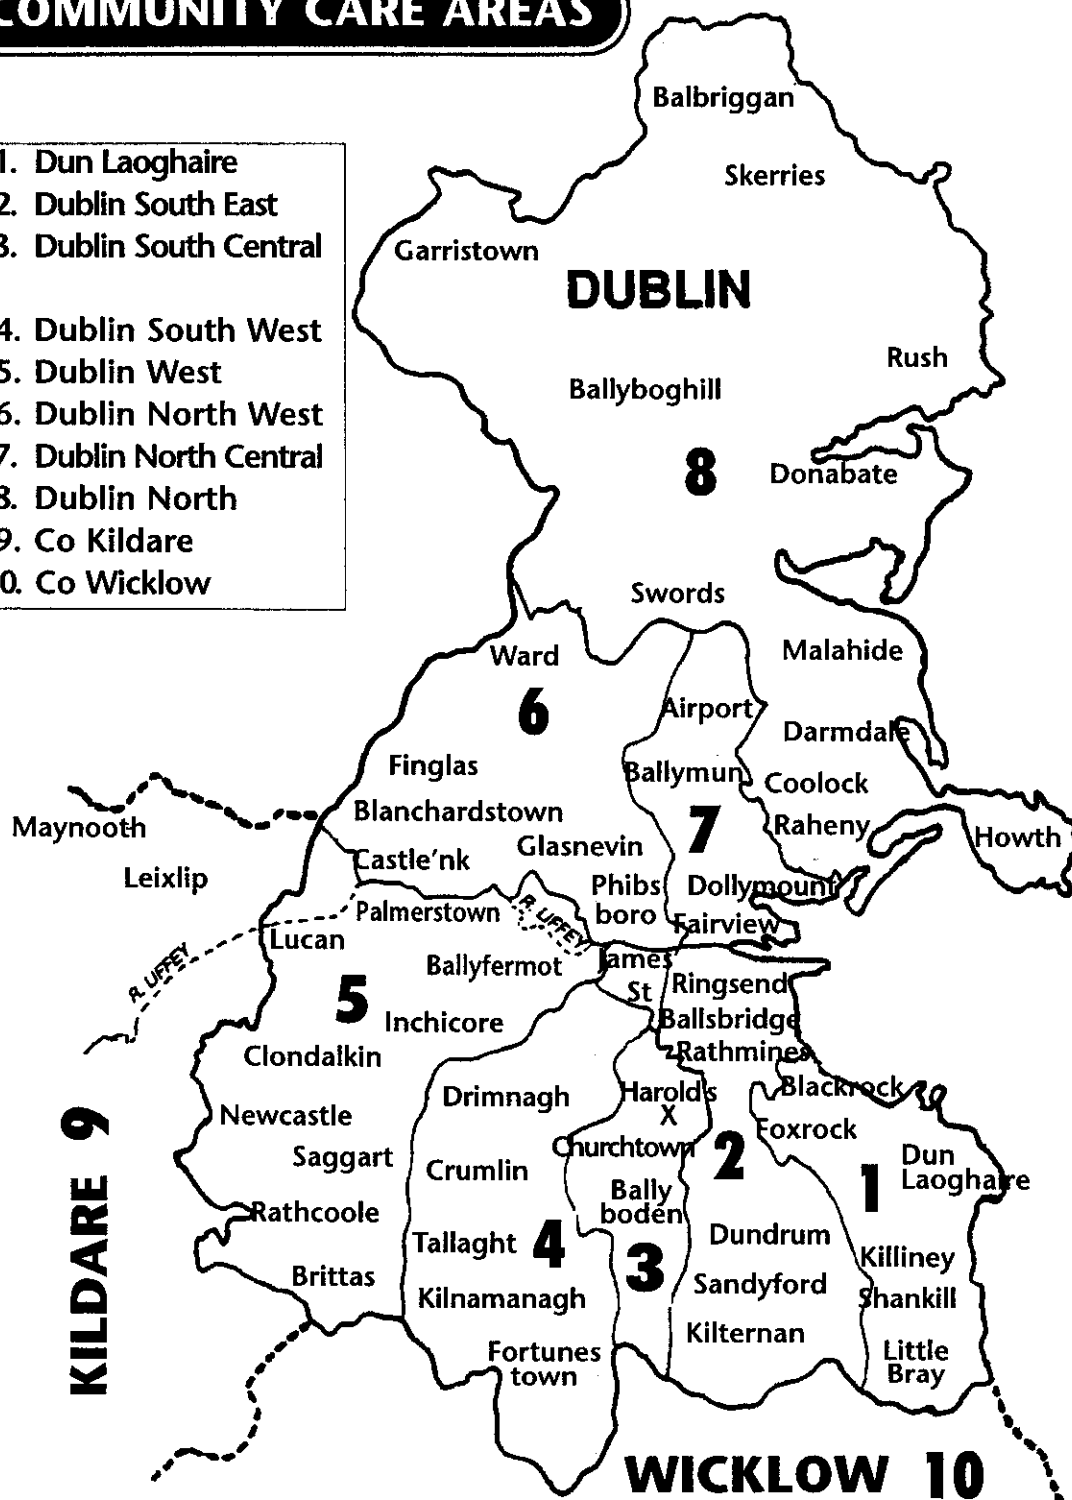 COMMUNITY CARE AREAS
1. Dun Laoghaire
2. Dublin South East
3. Dublin South Central
4. Dublin South West
5. Dublin West
6. Dublin North West
7. Dublin North Central
8. Dublin North
9. Co Kildare
0. Co Wicklow
Balbriggan
Skerries
Garristown
DUBLIN
Rush
Ballyboghill
8
Donabate
Swords
Ward
Malahide
6
Airport
Darmdale
Finglas
Ballymun
Coolock
Blanchardstown
7
Raheny
Maynooth
Glasnevin
Howth
Castle'nk
Leixlip
Phibs
boro
Dollymount
Palmerstown
R. LIFFEY
Fairview
Lucan
R. LIFFEY
Ballyfermot
James
St
Ringsend
5
Inchicore
Ballsbridge
Clondalkin
Rathmines
Drimnagh
Harold's
X
Blackrock
KILDARE 9
Newcastle
Foxrock
Saggart
Churchtown
2
Dun
Laoghaire
Crumlin
1
Bally
boden
Rathcoole
Tallaght
4
Dundrum
3
Killiney
Brittas
Sandyford
Kilnamanagh
Shankill
Kilternan
Fortunes
town
Little
Bray
WICKLOW 10